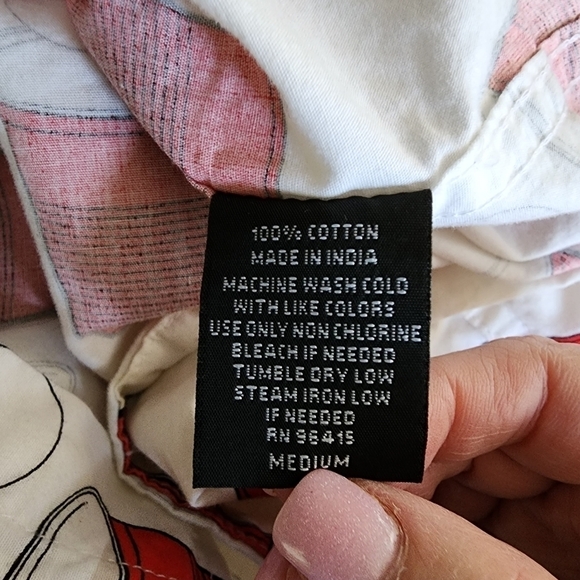 100% COTTON
MADE IN INDIA
MACHINE WASH COLD
WITH LIKE COLORS
USE ONLY NON CHLORINE
BLEACH IF NEEDED
TUMBLE DRY LOW
STEAM IRON LOW
IF NEEDED
RN 96415
MEDIUM